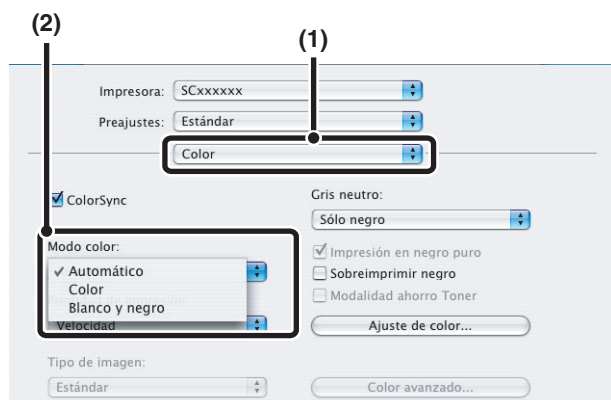 (2)
(1)
Impresora: SCxxxxxx
Preajustes: Estándar
Color
ColorSync
Gris neutro:
Sólo negro
Modo color:
Automático
Color
Blanco y negro
Velocidad
Impresión en negro puro
Sobreimprimir negro
Modalidad ahorro Toner
Ajuste de color...
Tipo de imagen:
Estándar
Color avanzado...